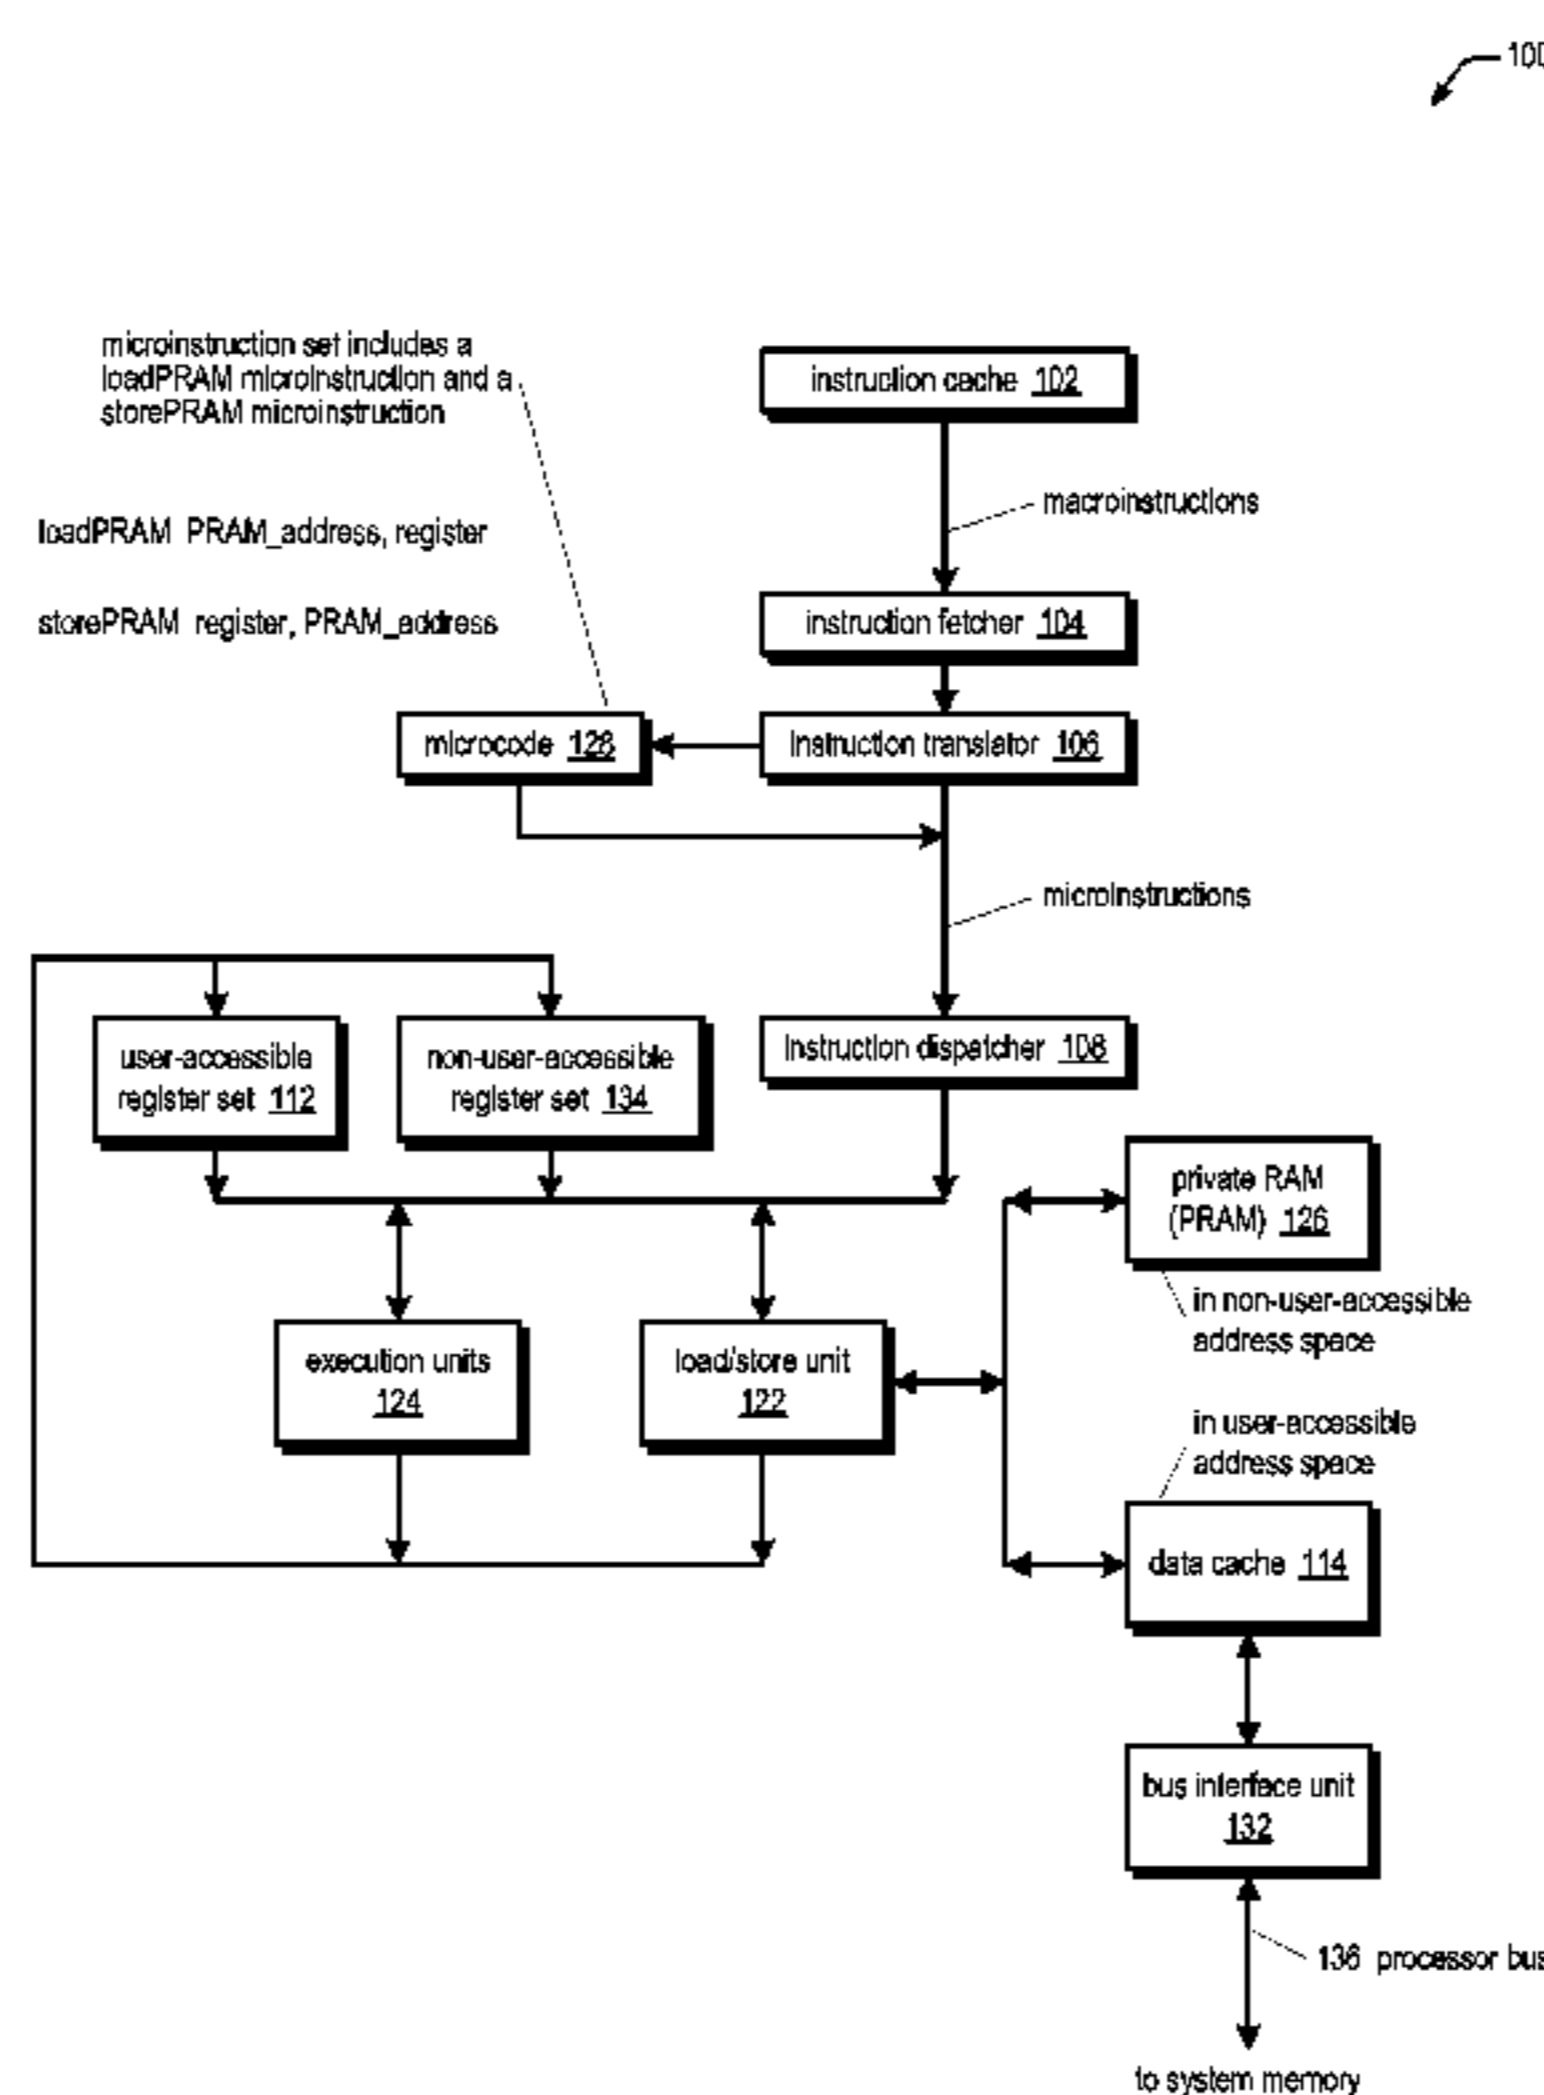 100
microinstruction set includes a
loadPRAM microinstruction and a
storePRAM microinstruction
instruction cache 102
macroinstructions
loadPRAM PRAM_address, register
storePRAM register, PRAM_address
instruction fetcher 104
microcode 128
instruction translator 106
microinstructions
user-accessible
register set 112
non-user-accessible
register set 134
instruction dispatcher 108
private RAM
(PRAM) 126
in non-user-accessible
address space
execution units
124
load/store unit
122
in user-accessible
address space
data cache 114
bus interface unit
132
136 processor bus
to system memory